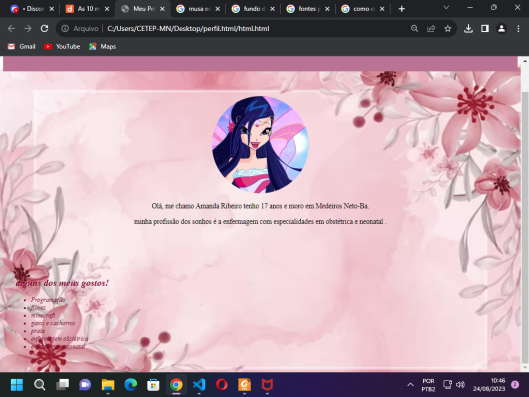 Discor
As 10 m
Meu Pe
musa e
fundo d
fontes p
como c
Arquivo C:/Users/CETEP-MN/Desktop/perfil.html/html.html
Gmail YouTube Maps
Olá, me chamo Amanda Ribeiro tenho 17 anos e moro em Medeiros Neto-Ba.
minha profissão dos sonhos é a enfermagem com especialidades em obstétrica e neonatal .
alguns dos meus gostos!
Programação
filmes
minecraft
gatos e cachorros
praia
enfermagem obstétrica
neonatal
POR
PTB2
10:46
24/08/2023